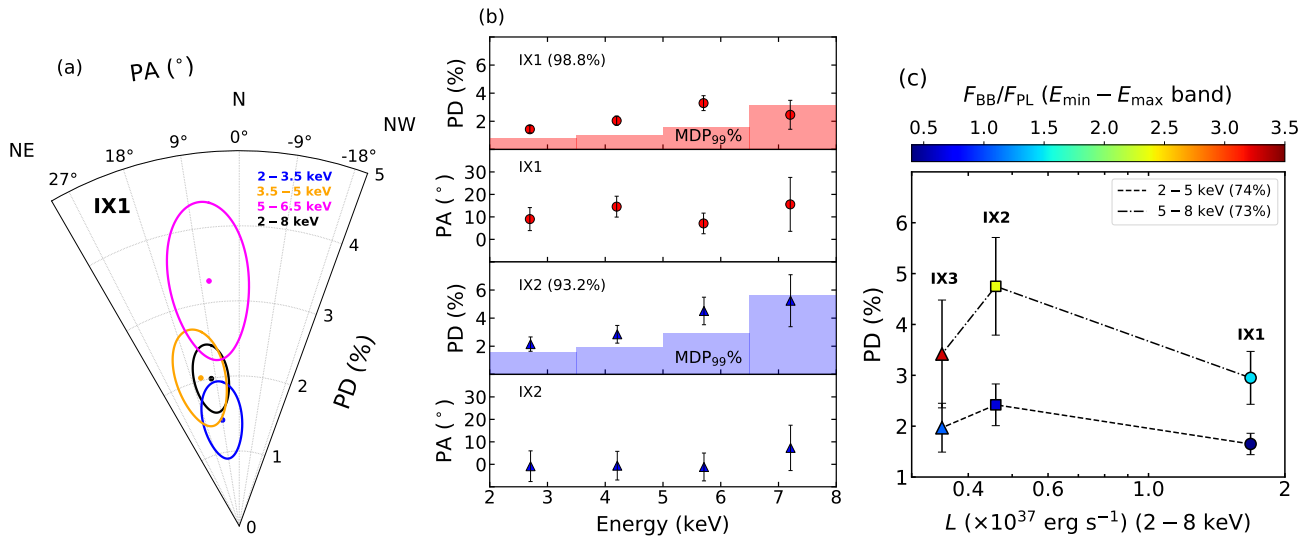 (a)
PA (°)
N
NE
NW
27°
18°
9°
0°
-9°
-18°
IX1
2 − 3.5 keV
3.5 − 5 keV
5 − 6.5 keV
2 − 8 keV
5
4
3
2
1
0
PD (%)
(b)
IX1 (98.8%)
MDP99%
PD (%)
6
4
2
IX1
PA (°)
30
20
10
0
IX2 (93.2%)
MDP99%
PD (%)
6
4
2
IX2
PA (°)
30
20
10
0
2
3
4
5
6
7
8
Energy (keV)
(c)
FBB/FPL (Emin − Emax band)
0.5
1.0
1.5
2.0
2.5
3.0
3.5
2 − 5 keV (74%)
5 − 8 keV (73%)
IX2
IX3
IX1
PD (%)
6
5
4
3
2
1
0.4
0.6
1.0
2
L (×10³⁷ erg s⁻¹) (2 − 8 keV)